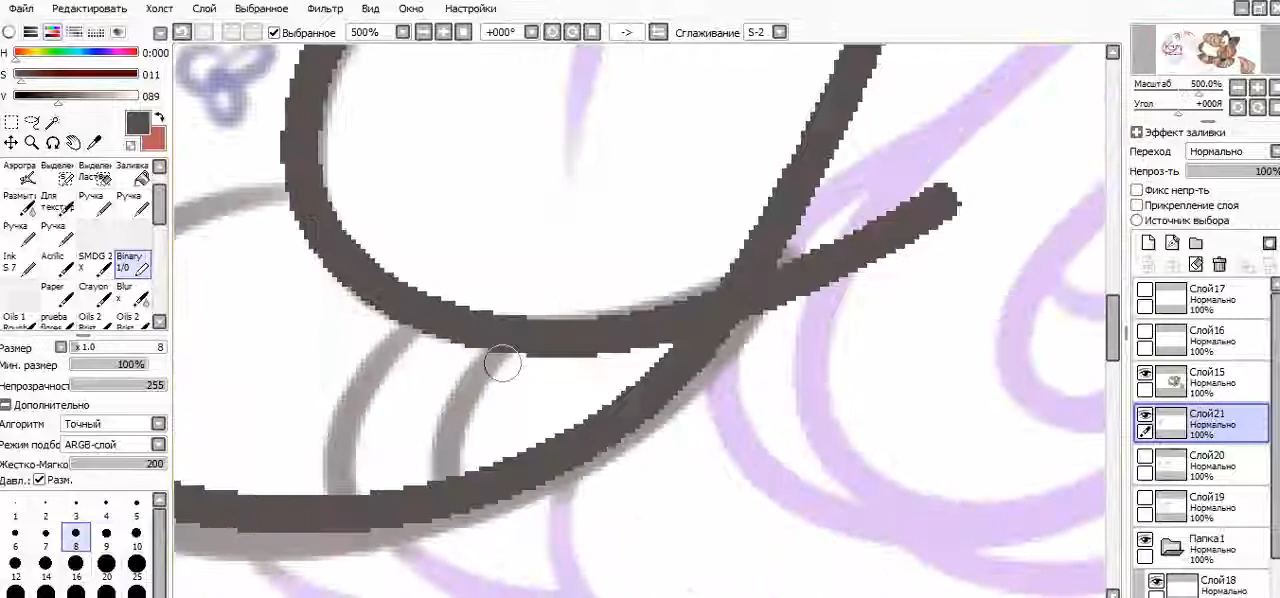 Файл Редактировать Холст Слой Выбранное Фильтр Вид Окно Настройки
Выбранное 500% +000° -> Сглаживание S-2
H 0:000
S 011
V 089
Масштаб 500.0%
Угол +000Я
Эффект заливки
Переход Нормально
Непроз-ть 100%
Фикс непр-ть
Прикрепление слоя
Источник выбора
Аэрогра Выделен Выделе Заливка
Ластик
Размыт Для Ручка Ручка
текст
Ручка Ручка
Ink Acrilic SMDG 2 Binary
S 7 x 1/0
Paper Crayon Blur
x
Oils 1 prueba Oils 2 Oils 2
Размер x 1.0 8
Мин. размер 100%
Непрозрачност 255
Дополнительно
Алгоритм Точный
Режим подбо ARGB-слой
Жестко-Мягко 200
Давл.: Разм.
1 2 3 4 5
6 7 8 9 10
12 14 16 20 25
Слой17
Нормально
100%
Слой16
Нормально
100%
Слой15
Нормально
100%
Слой21
Нормально
100%
Слой20
Нормально
100%
Слой19
Нормально
100%
Папка1
Нормально
100%
Слой18
Нормально